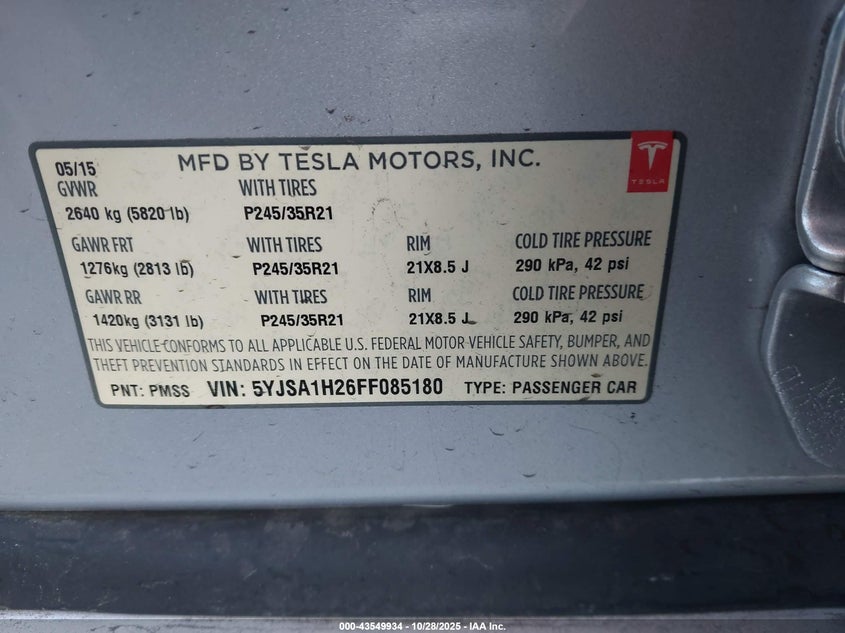 05/15 MFD BY TESLA MOTORS, INC.
TESLA
GVWR WITH TIRES
2640 kg (5820 lb) P245/35R21
GAWR FRT WITH TIRES RIM COLD TIRE PRESSURE
1276kg (2813 lb) P245/35R21 21X8.5 J 290 kPa, 42 psi
GAWR RR WITH TIRES RIM COLD TIRE PRESSURE
1420kg (3131 lb) P245/35R21 21X8.5 J 290 kPa, 42 psi
THIS VEHICLE CONFORMS TO ALL APPLICABLE U.S. FEDERAL MOTOR VEHICLE SAFETY, BUMPER, AND
THEFT PREVENTION STANDARDS IN EFFECT ON THE DATE OF MANUFACTURE SHOWN ABOVE.
PNT: PMSS VIN: 5YJSA1H26FF085180 TYPE: PASSENGER CAR
000-43549934 - 10/28/2025 - IAA Inc.